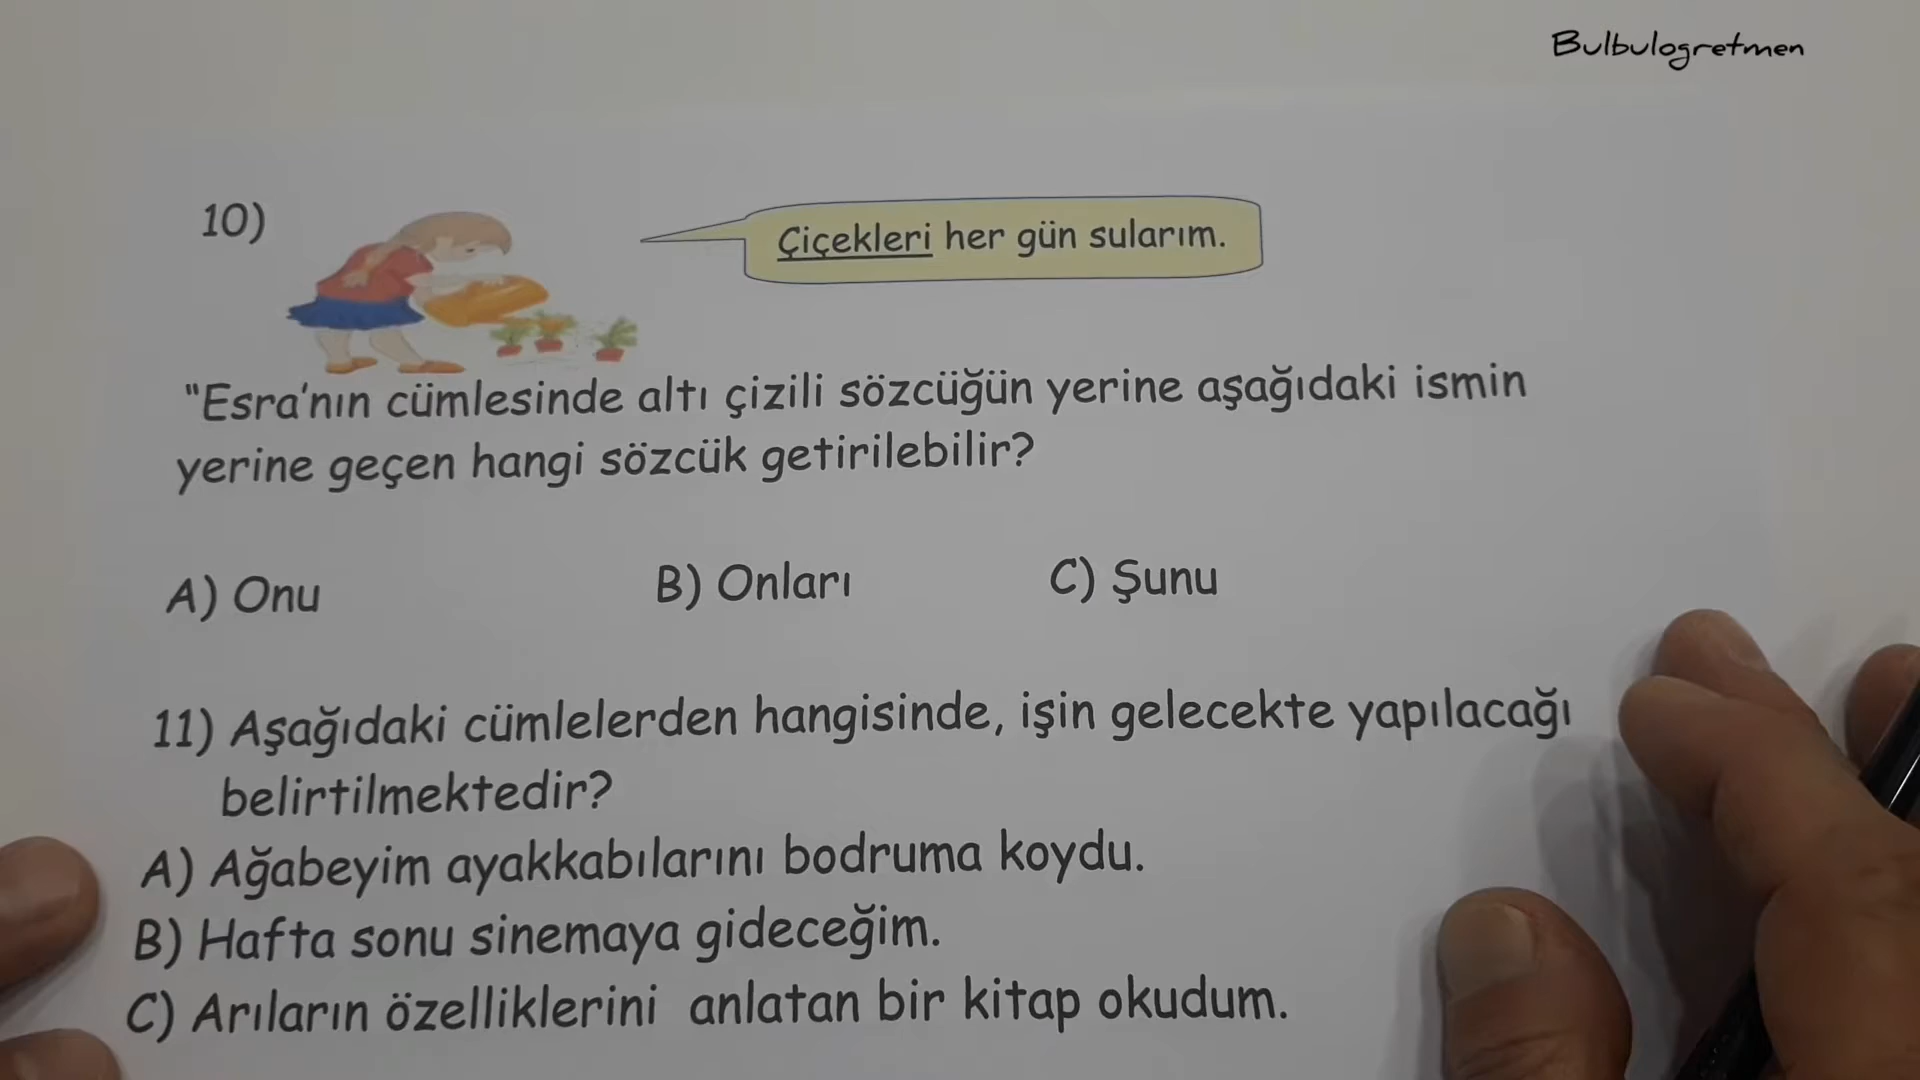 Bulbulogretmen
10)
Çiçekleri her gün sularım.
"Esra'nın cümlesinde altı çizili sözcüğün yerine aşağıdaki ismin
yerine geçen hangi sözcük getirilebilir?
A) Onu B) Onları C) Şunu
11) Aşağıdaki cümlelerden hangisinde, işin gelecekte yapılacağı
belirtilmektedir?
A) Ağabeyim ayakkabılarını bodruma koydu.
B) Hafta sonu sinemaya gideceğim.
C) Arıların özelliklerini anlatan bir kitap okudum.